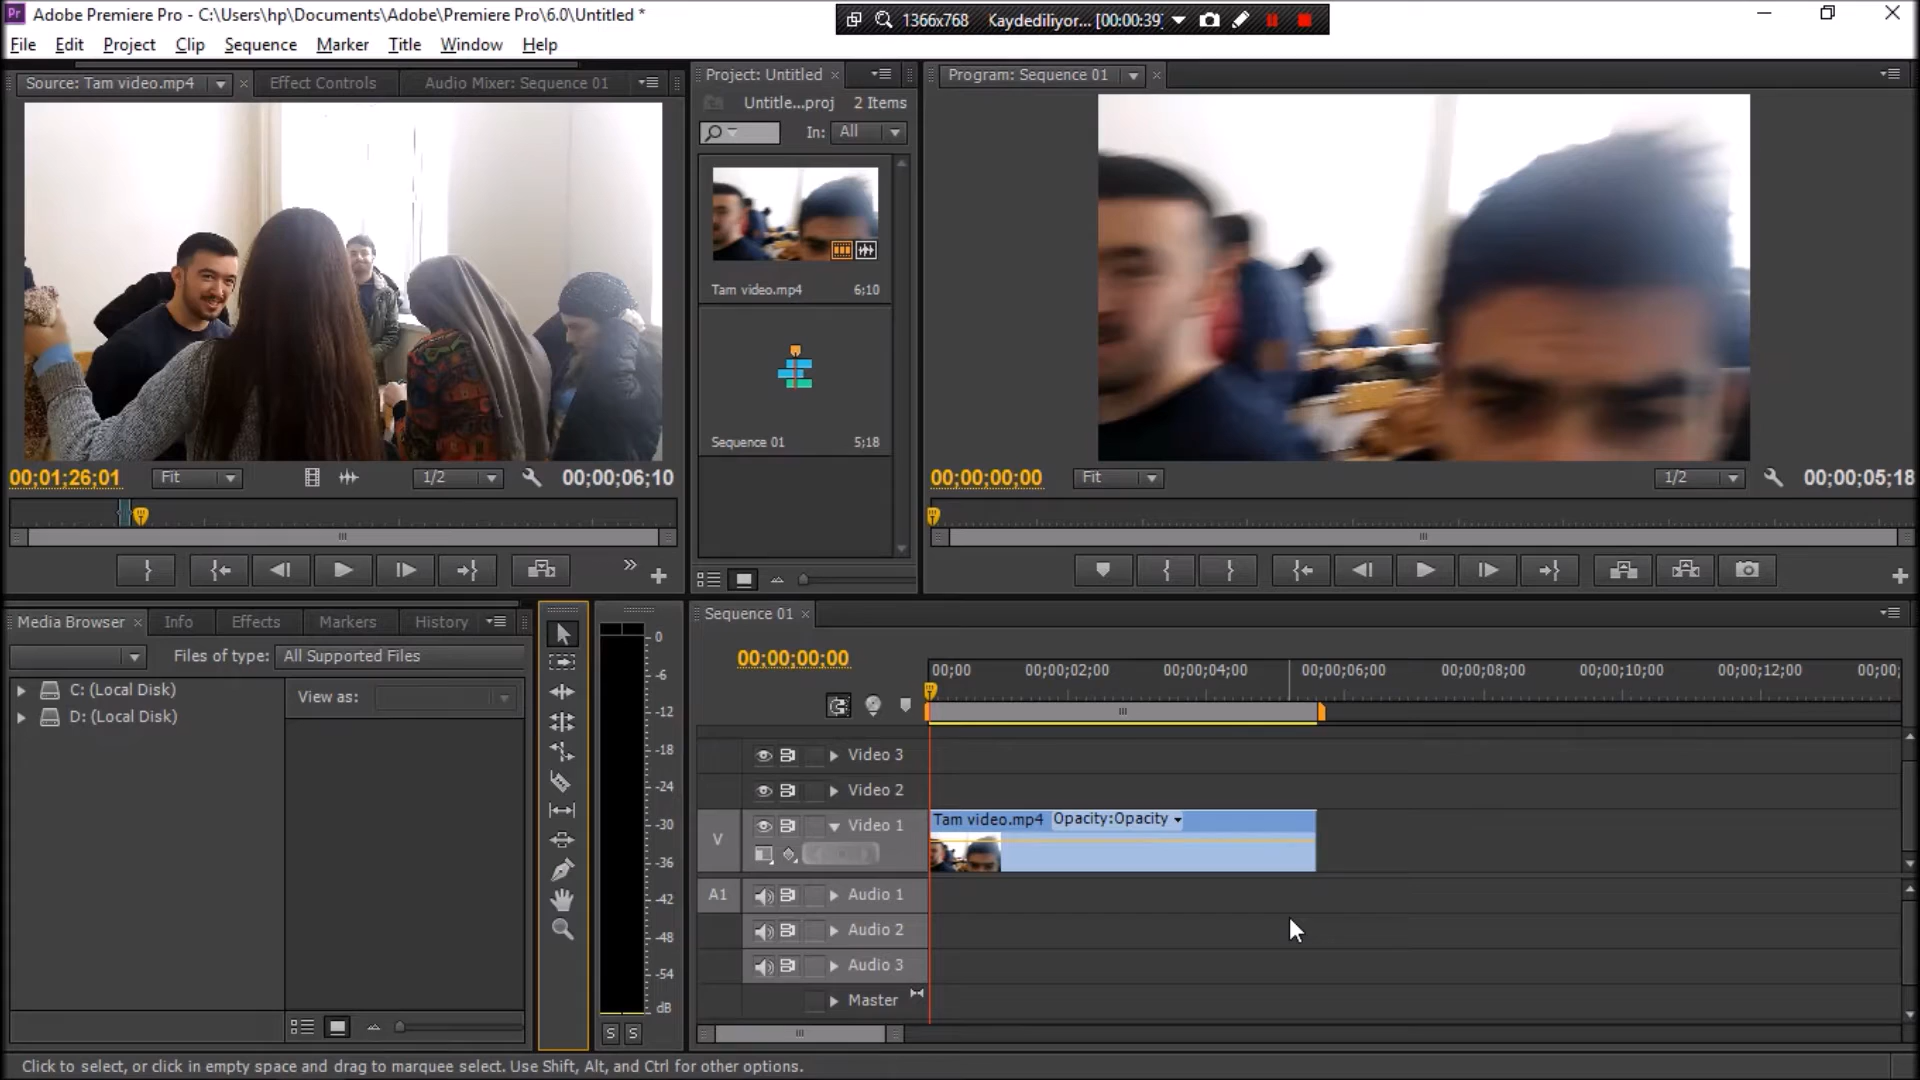 Pr Adobe Premiere Pro - C:\Users\hp\Documents\Adobe\Premiere Pro\6.0\Untitled *
1366x768 Kaydediliyor... [00:00:39]
File Edit Project Clip Sequence Marker Title Window Help
Source: Tam video.mp4 Effect Controls Audio Mixer: Sequence 01
00;01;26;01 Fit 1/2 00;00;06;10
Project: Untitled
Untitle...proj 2 Items
In: All
Tam video.mp4 6;10
Sequence 01 5;18
Program: Sequence 01
00;00;00;00 Fit 1/2 00;00;05;18
Media Browser Info Effects Markers History
Files of type: All Supported Files
C: (Local Disk)
D: (Local Disk)
View as:
0
-6
-12
-18
-24
-30
-36
-42
-48
-54
dB
S S
Sequence 01
00;00;00;00
00;00 00;00;02;00 00;00;04;00 00;00;06;00 00;00;08;00 00;00;10;00 00;00;12;00 00;00;
Video 3
Video 2
V Video 1
Tam video.mp4 Opacity:Opacity
A1 Audio 1
Audio 2
Audio 3
Master
Click to select, or click in empty space and drag to marquee select. Use Shift, Alt, and Ctrl for other options.